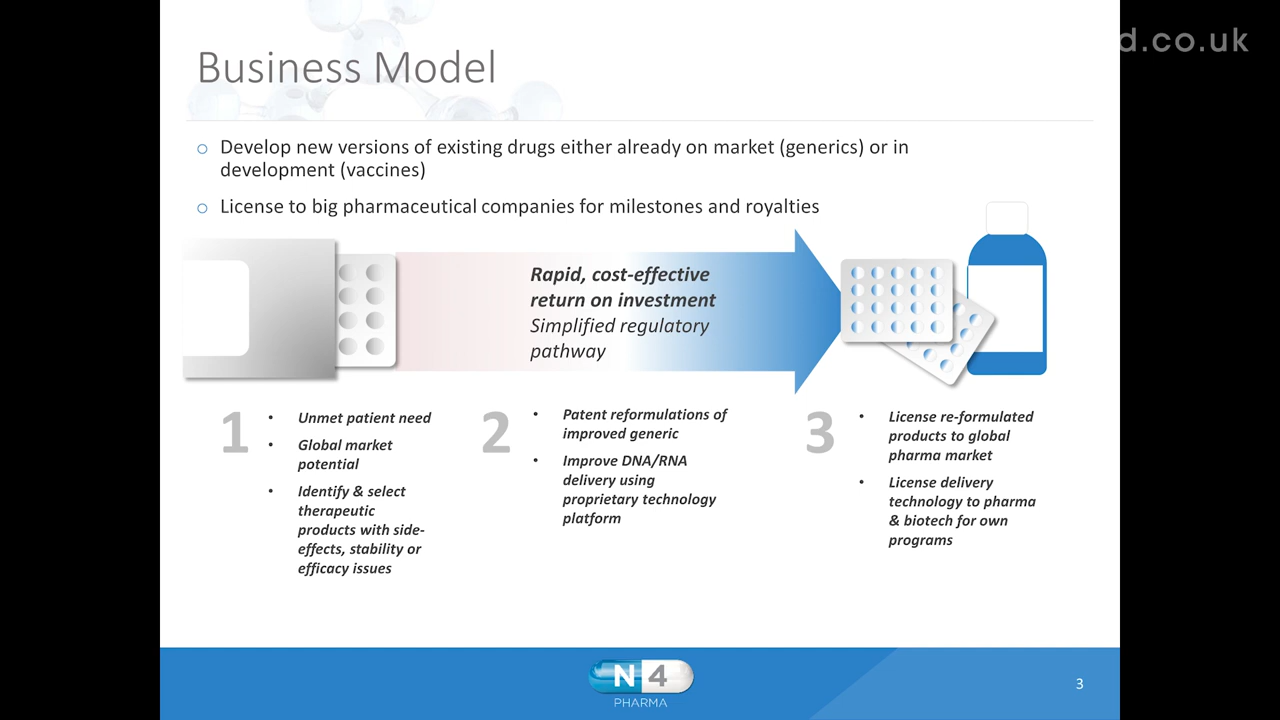 d.co.uk
Business Model
Develop new versions of existing drugs either already on market (generics) or in
development (vaccines)
License to big pharmaceutical companies for milestones and royalties
Rapid, cost-effective
return on investment
Simplified regulatory
pathway
1
Unmet patient need
Global market
potential
Identify & select
therapeutic
products with side-
effects, stability or
efficacy issues
2
Patent reformulations of
improved generic
Improve DNA/RNA
delivery using
proprietary technology
platform
3
License re-formulated
products to global
pharma market
License delivery
technology to pharma
& biotech for own
programs
N4
PHARMA
3